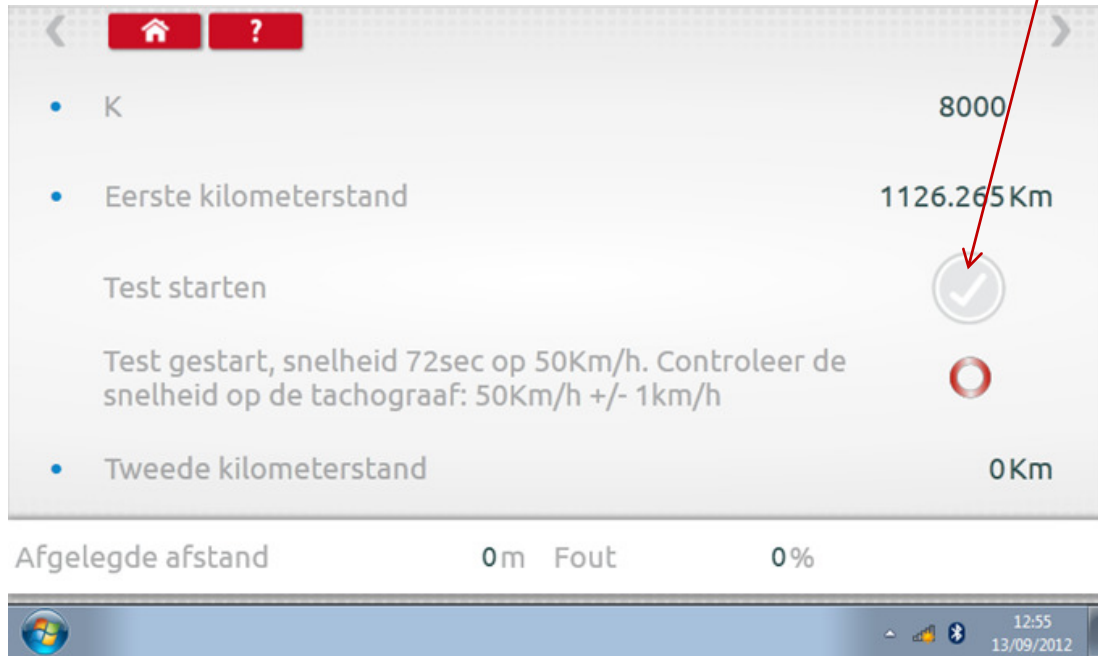 ?
K 8000
Eerste kilometerstand 1126.265Km
Test starten
Test gestart, snelheid 72sec op 50Km/h. Controleer de
snelheid op de tachograaf: 50Km/h +/- 1km/h
Tweede kilometerstand 0Km
Afgelegde afstand 0m Fout 0%
12:55
13/09/2012